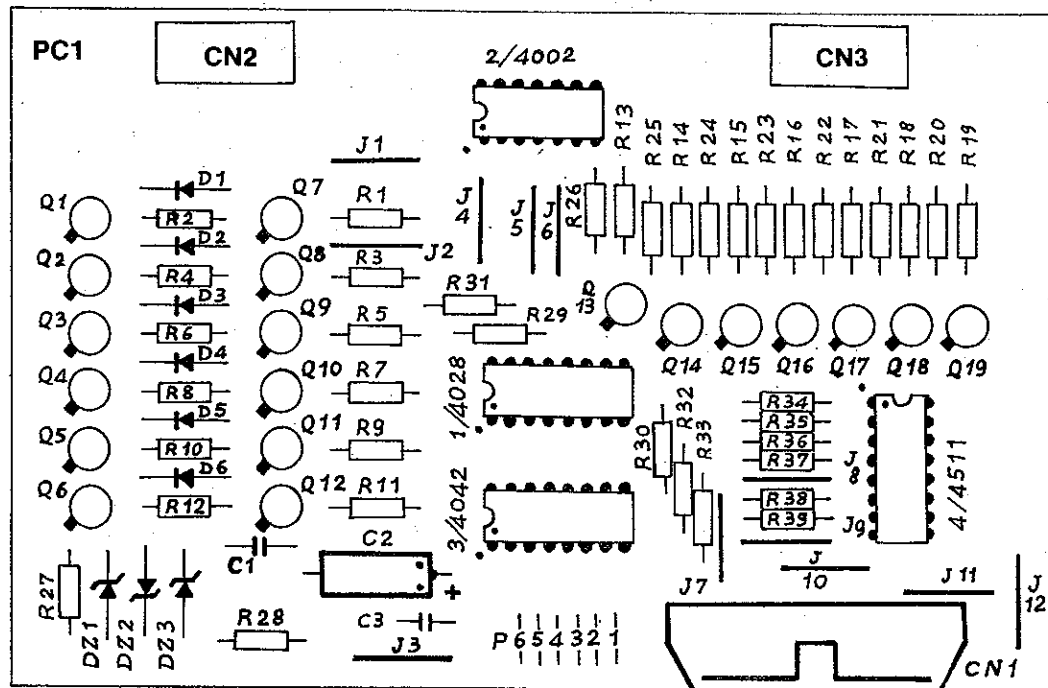 PC1
CN2
CN3
2/4002
R13
R25
R14
R24
R15
R23
R16
R22
R17
R21
R18
R20
R19
J1
D1
Q1
R2
Q7
R1
J4
J5
J6
R26
D2
J2
Q2
R4
Q8
R3
R31
Q13
D3
Q3
R6
Q9
R5
R29
Q14
Q15
Q16
Q17
Q18
Q19
D4
Q4
R8
Q10
R7
1/4028
R32
R34
R35
R36
R37
D5
Q5
R10
Q11
R9
R30
R33
J8
4/4511
D6
Q6
R12
Q12
R11
3/4042
R38
R39
J9
C1
C2
+
J10
R27
DZ1
DZ2
DZ3
R28
C3
J3
P 6 5 4 3 2 1
J7
J11
J12
CN1